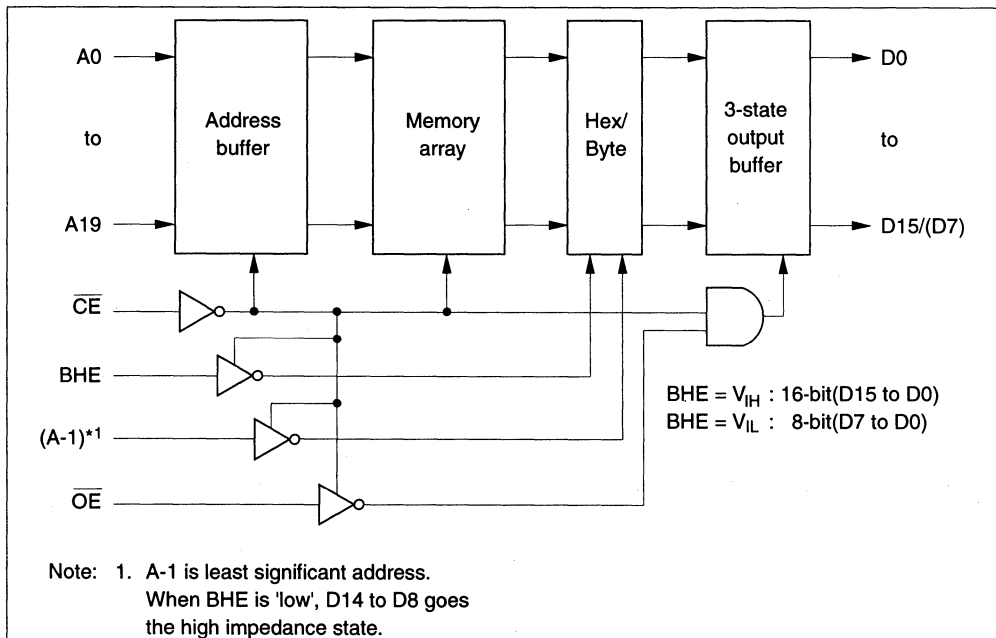 A0
to
A19
Address
buffer
Memory
array
Hex/
Byte
3-state
output
buffer
D0
to
D15/(D7)
C̅E̅
BHE
(A-1)*1
O̅E̅
BHE = VIH : 16-bit(D15 to D0)
BHE = VIL : 8-bit(D7 to D0)
Note: 1. A-1 is least significant address.
When BHE is 'low', D14 to D8 goes
the high impedance state.